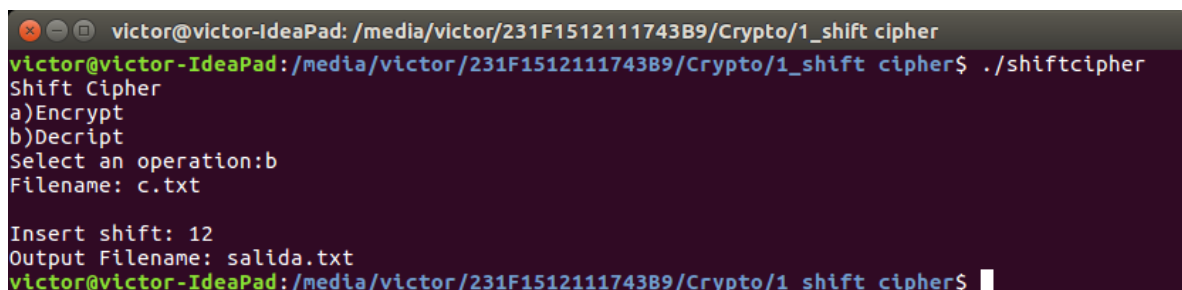 victor@victor-IdeaPad: /media/victor/231F1512111743B9/Crypto/1_shift cipher
victor@victor-IdeaPad:/media/victor/231F1512111743B9/Crypto/1_shift cipher$ ./shiftcipher
Shift Cipher
a)Encrypt
b)Decript
Select an operation:b
Filename: c.txt
Insert shift: 12
Output Filename: salida.txt
victor@victor-IdeaPad:/media/victor/231F1512111743B9/Crypto/1_shift cipher$